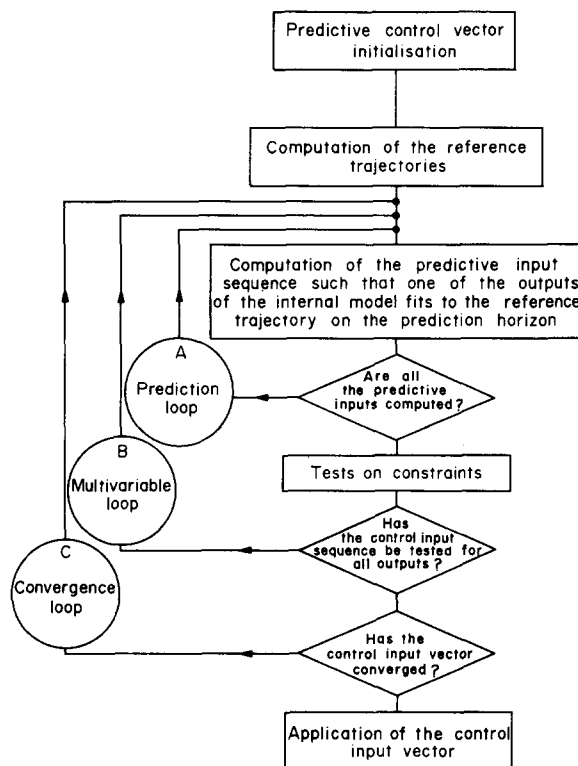 Predictive control vector
initialisation
Computation of the reference
trajectories
Computation of the predictive input
sequence such that one of the outputs
of the internal model fits to the reference
trajectory on the prediction horizon
A
Prediction
loop
Are all
the predictive
inputs computed?
B
Multivariable
loop
Tests on constraints
Has
the control input
sequence be tested for
all outputs?
C
Convergence
loop
Has the
control input vector
converged?
Application of the control
input vector